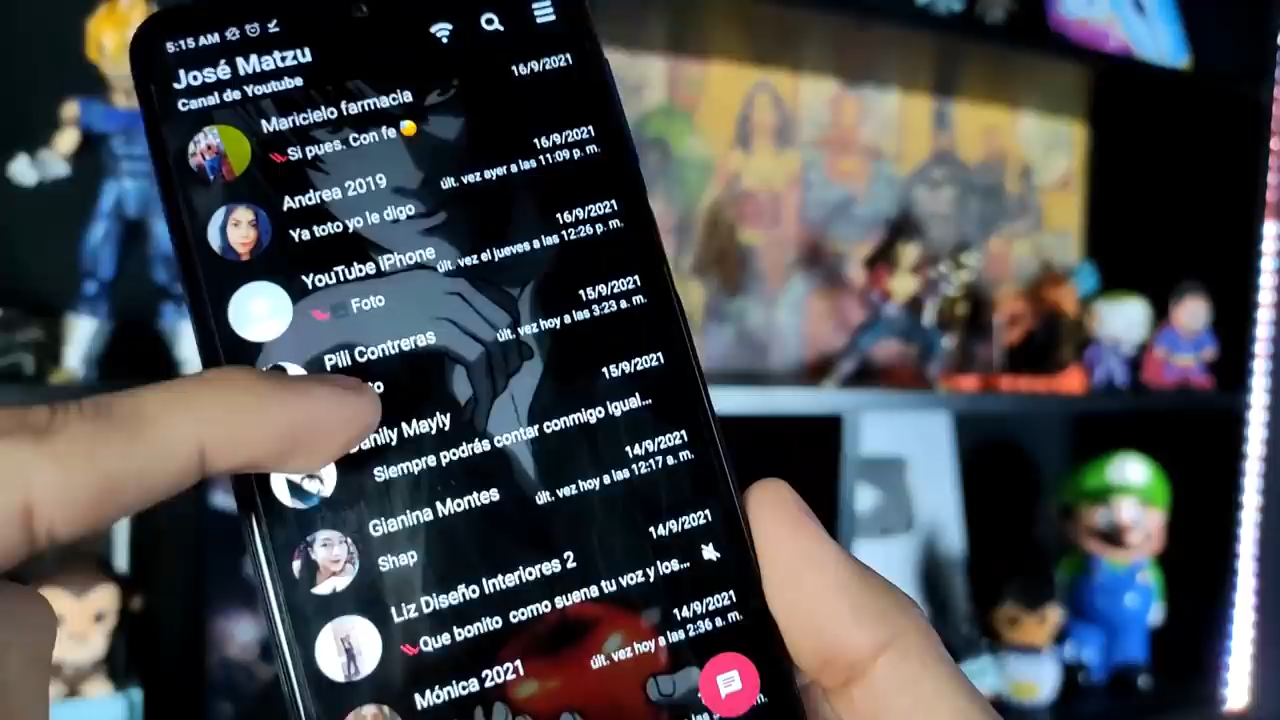 5:15 AM
José Matzu
Canal de Youtube
16/9/2021
Maricielo farmacia
Si pues. Con fe
16/9/2021
últ. vez ayer a las 11:09 p. m.
Andrea 2019
Ya toto yo le digo
16/9/2021
últ. vez el jueves a las 12:26 p. m.
YouTube iPhone
Foto
15/9/2021
últ. vez hoy a las 3:23 a. m.
Pili Contreras
to
15/9/2021
anily Mayly
Siempre podrás contar conmigo Igual...
14/9/2021
últ. vez hoy a las 12:17 a. m.
Gianina Montes
Shap
14/9/2021
Liz Diseño Interiores 2
Que bonito como suena tu voz y los...
14/9/2021
últ. vez hoy a las 2:36 a. m.
Mónica 2021